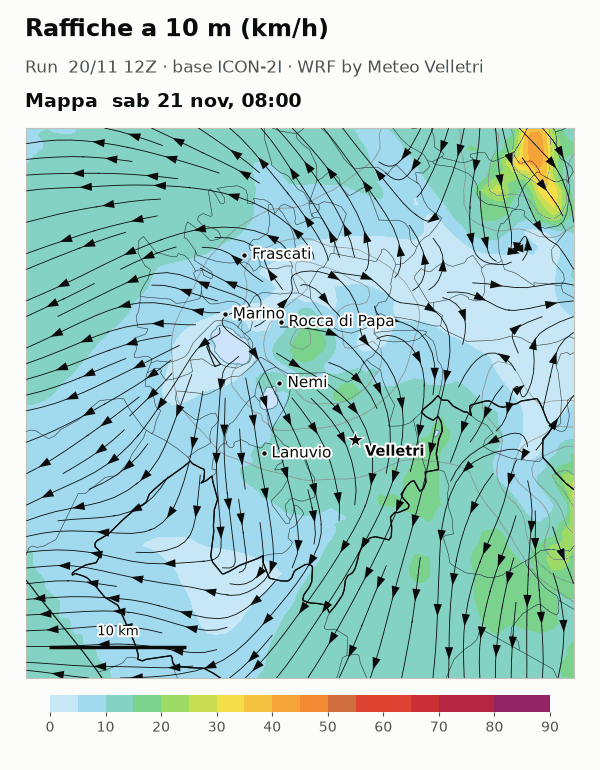 Raffiche a 10 m (km/h)
Run 20/11 12Z · base ICON-2I · WRF by Meteo Velletri
Mappa sab 21 nov, 08:00
Frascati
Marino
Rocca di Papa
Nemi
Velletri
Lanuvio
10 km
0 10 20 30 40 50 60 70 80 90